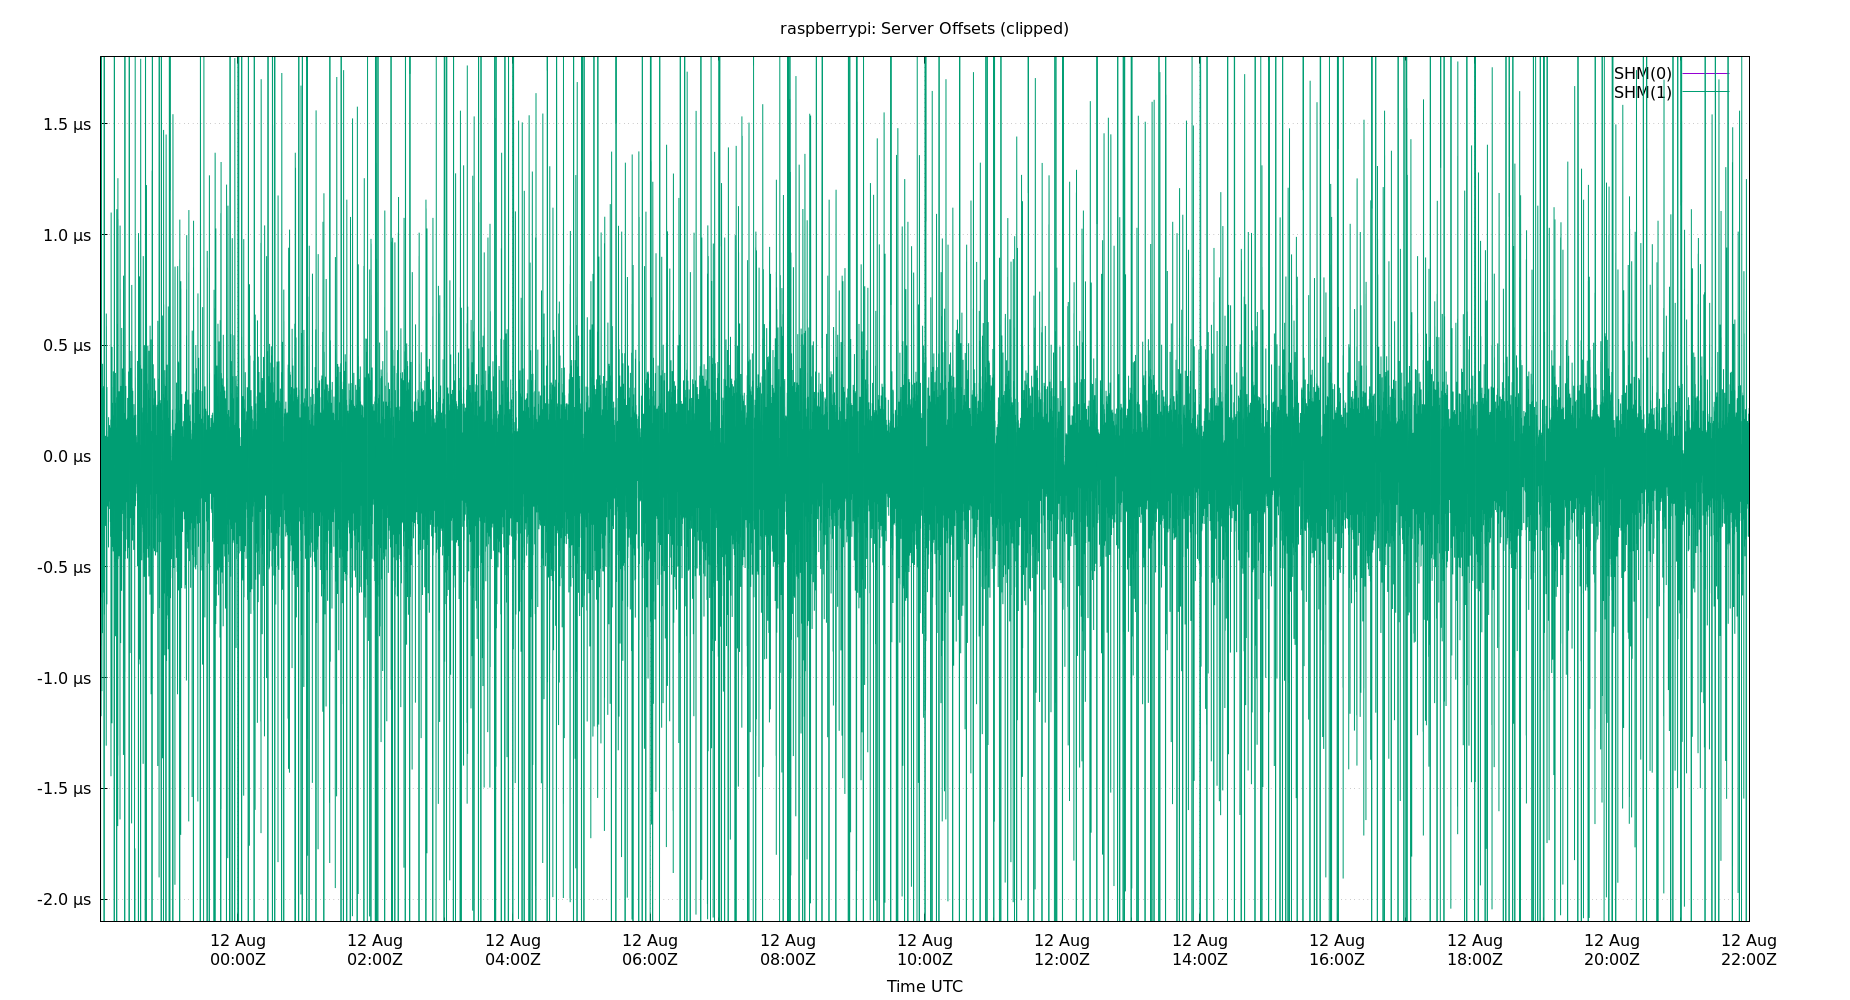 raspberrypi: Server Offsets (clipped)
SHM(0)
SHM(1)
1.5 µs
1.0 µs
0.5 µs
0.0 µs
-0.5 µs
-1.0 µs
-1.5 µs
-2.0 µs
12 Aug 12 Aug 12 Aug 12 Aug 12 Aug 12 Aug 12 Aug 12 Aug 12 Aug 12 Aug 12 Aug 12 Aug
00:00Z 02:00Z 04:00Z 06:00Z 08:00Z 10:00Z 12:00Z 14:00Z 16:00Z 18:00Z 20:00Z 22:00Z
Time UTC